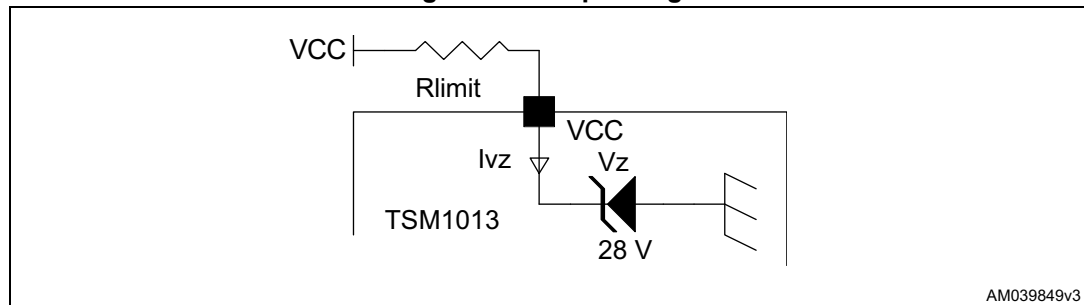 VCC
Rlimit
VCC
Ivz
Vz
TSM1013
28 V
AM039849v3